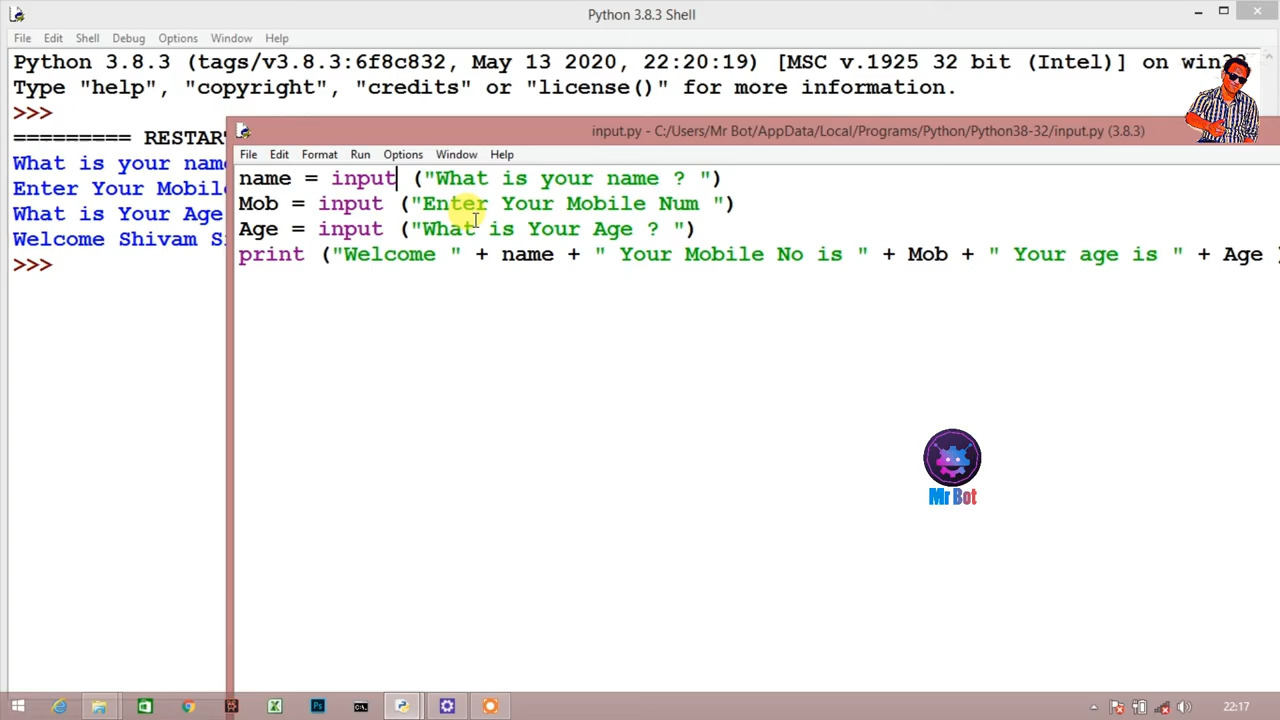 Python 3.8.3 Shell
File Edit Shell Debug Options Window Help
Python 3.8.3 (tags/v3.8.3:6f8c832, May 13 2020, 22:20:19) [MSC v.1925 32 bit (Intel)] on win32
Type "help", "copyright", "credits" or "license()" for more information.
>>>
========= RESTART
What is your name
Enter Your Mobile
What is Your Age
Welcome Shivam
>>>
input.py - C:/Users/Mr Bot/AppData/Local/Programs/Python/Python38-32/input.py (3.8.3)
File Edit Format Run Options Window Help
name = input ("What is your name ? ")
Mob = input ("Enter Your Mobile Num ")
Age = input ("What is Your Age ? ")
print ("Welcome " + name + " Your Mobile No is " + Mob + " Your age is " + Age )
Mr Bot
22:17